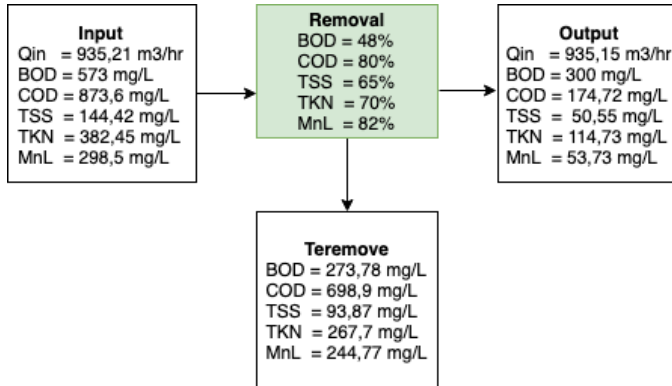 Input
Qin = 935,21 m3/hr
BOD = 573 mg/L
COD = 873,6 mg/L
TSS = 144,42 mg/L
TKN = 382,45 mg/L
MnL = 298,5 mg/L
Removal
BOD = 48%
COD = 80%
TSS = 65%
TKN = 70%
MnL = 82%
Output
Qin = 935,15 m3/hr
BOD = 300 mg/L
COD = 174,72 mg/L
TSS = 50,55 mg/L
TKN = 114,73 mg/L
MnL = 53,73 mg/L
Teremove
BOD = 273,78 mg/L
COD = 698,9 mg/L
TSS = 93,87 mg/L
TKN = 267,7 mg/L
MnL = 244,77 mg/L